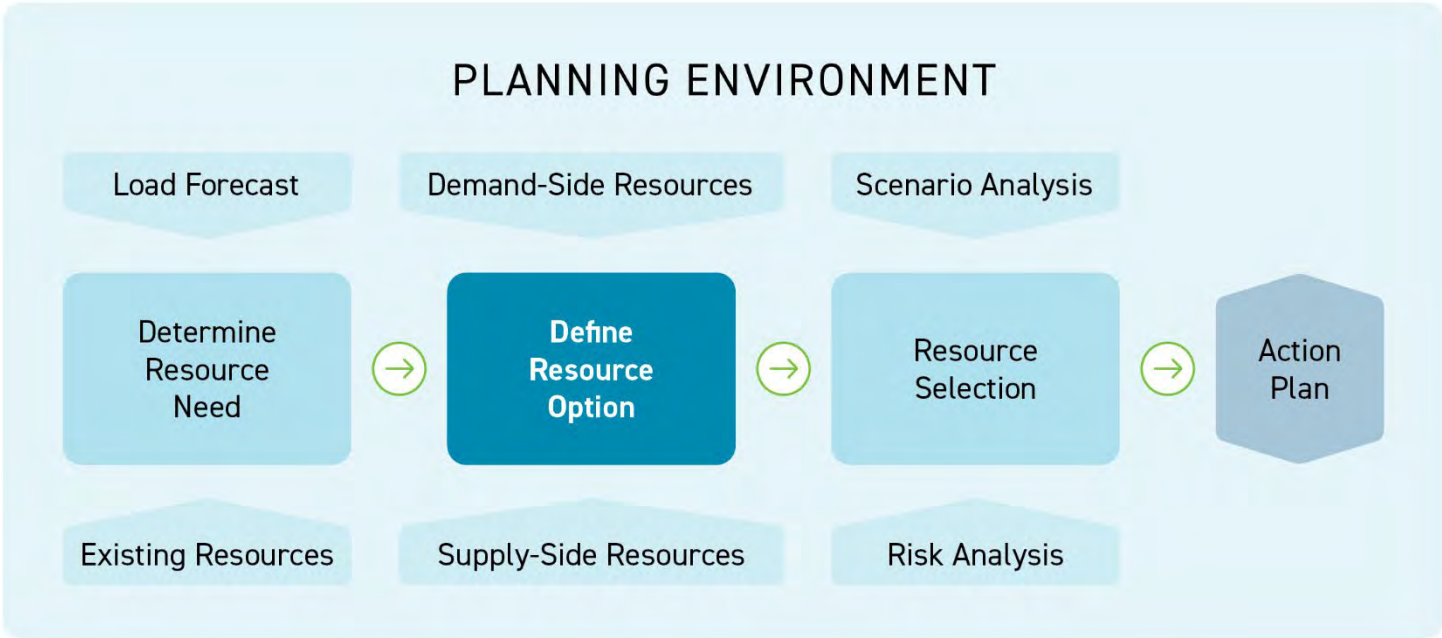 PLANNING ENVIRONMENT
Load Forecast
Demand-Side Resources
Scenario Analysis
Determine
Resource
Need
Define
Resource
Option
Resource
Selection
Action
Plan
Existing Resources
Supply-Side Resources
Risk Analysis